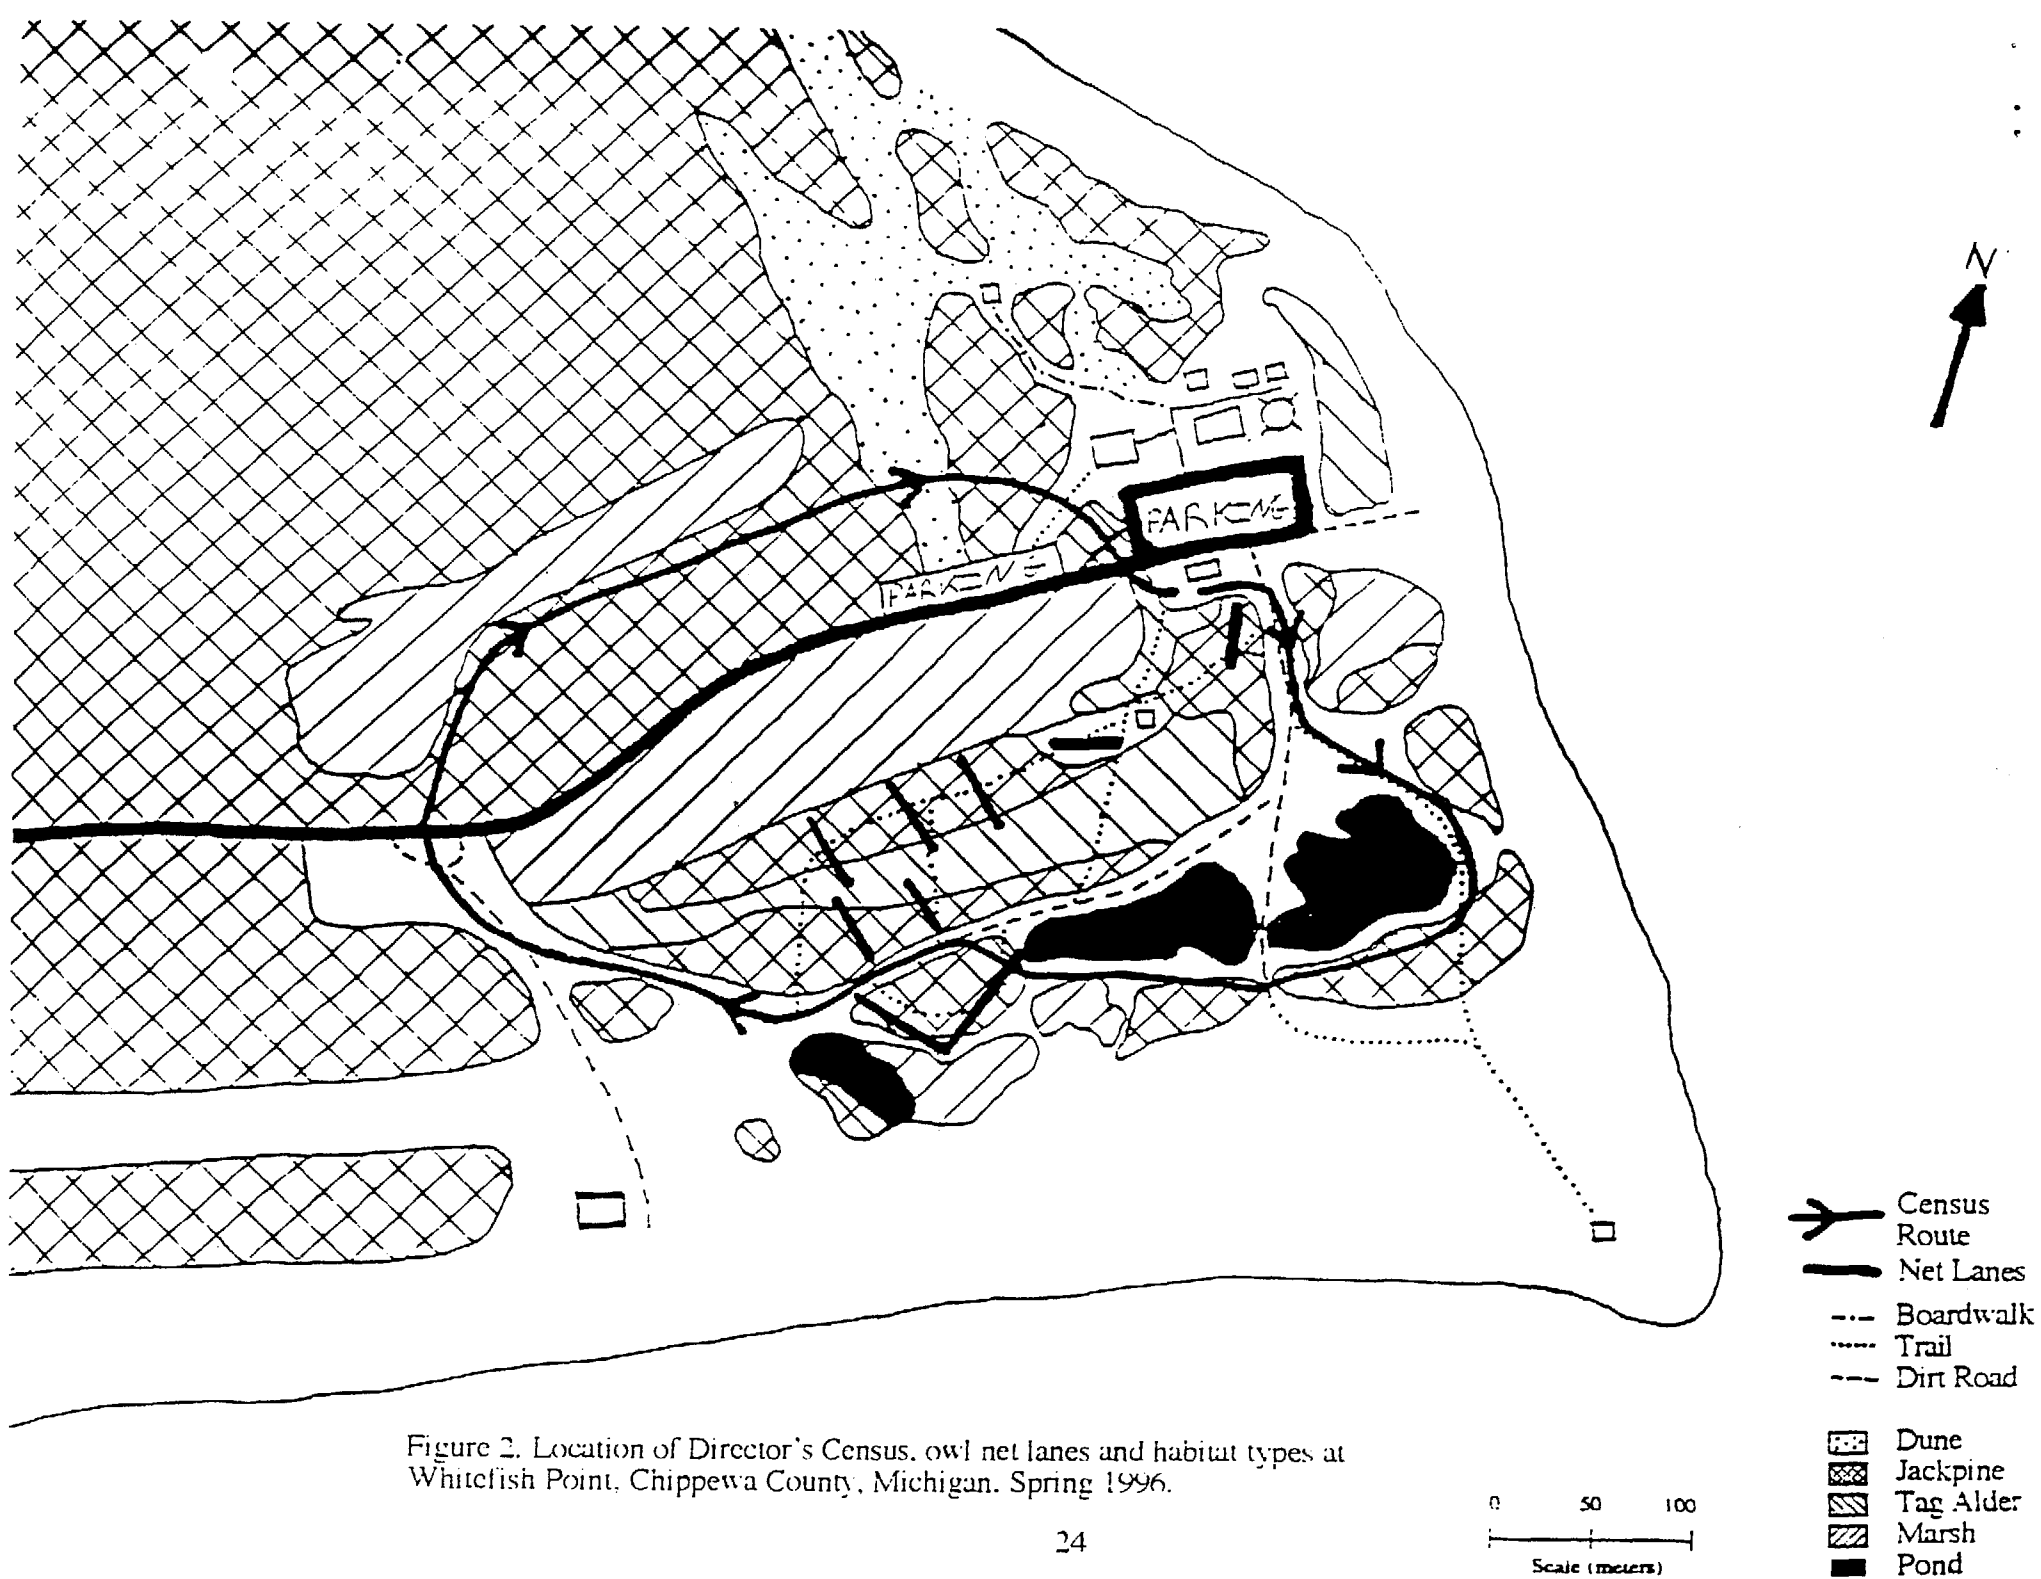 N
PARKING
PARKING
Census
Route
Net Lanes
Boardwalk
Trail
Dirt Road
Dune
Jackpine
Tag Alder
Marsh
Pond
Figure 2. Location of Director's Census, owl net lanes and habitat types at
Whitefish Point, Chippewa County, Michigan. Spring 1996.
0 50 100
Scale (meters)
24